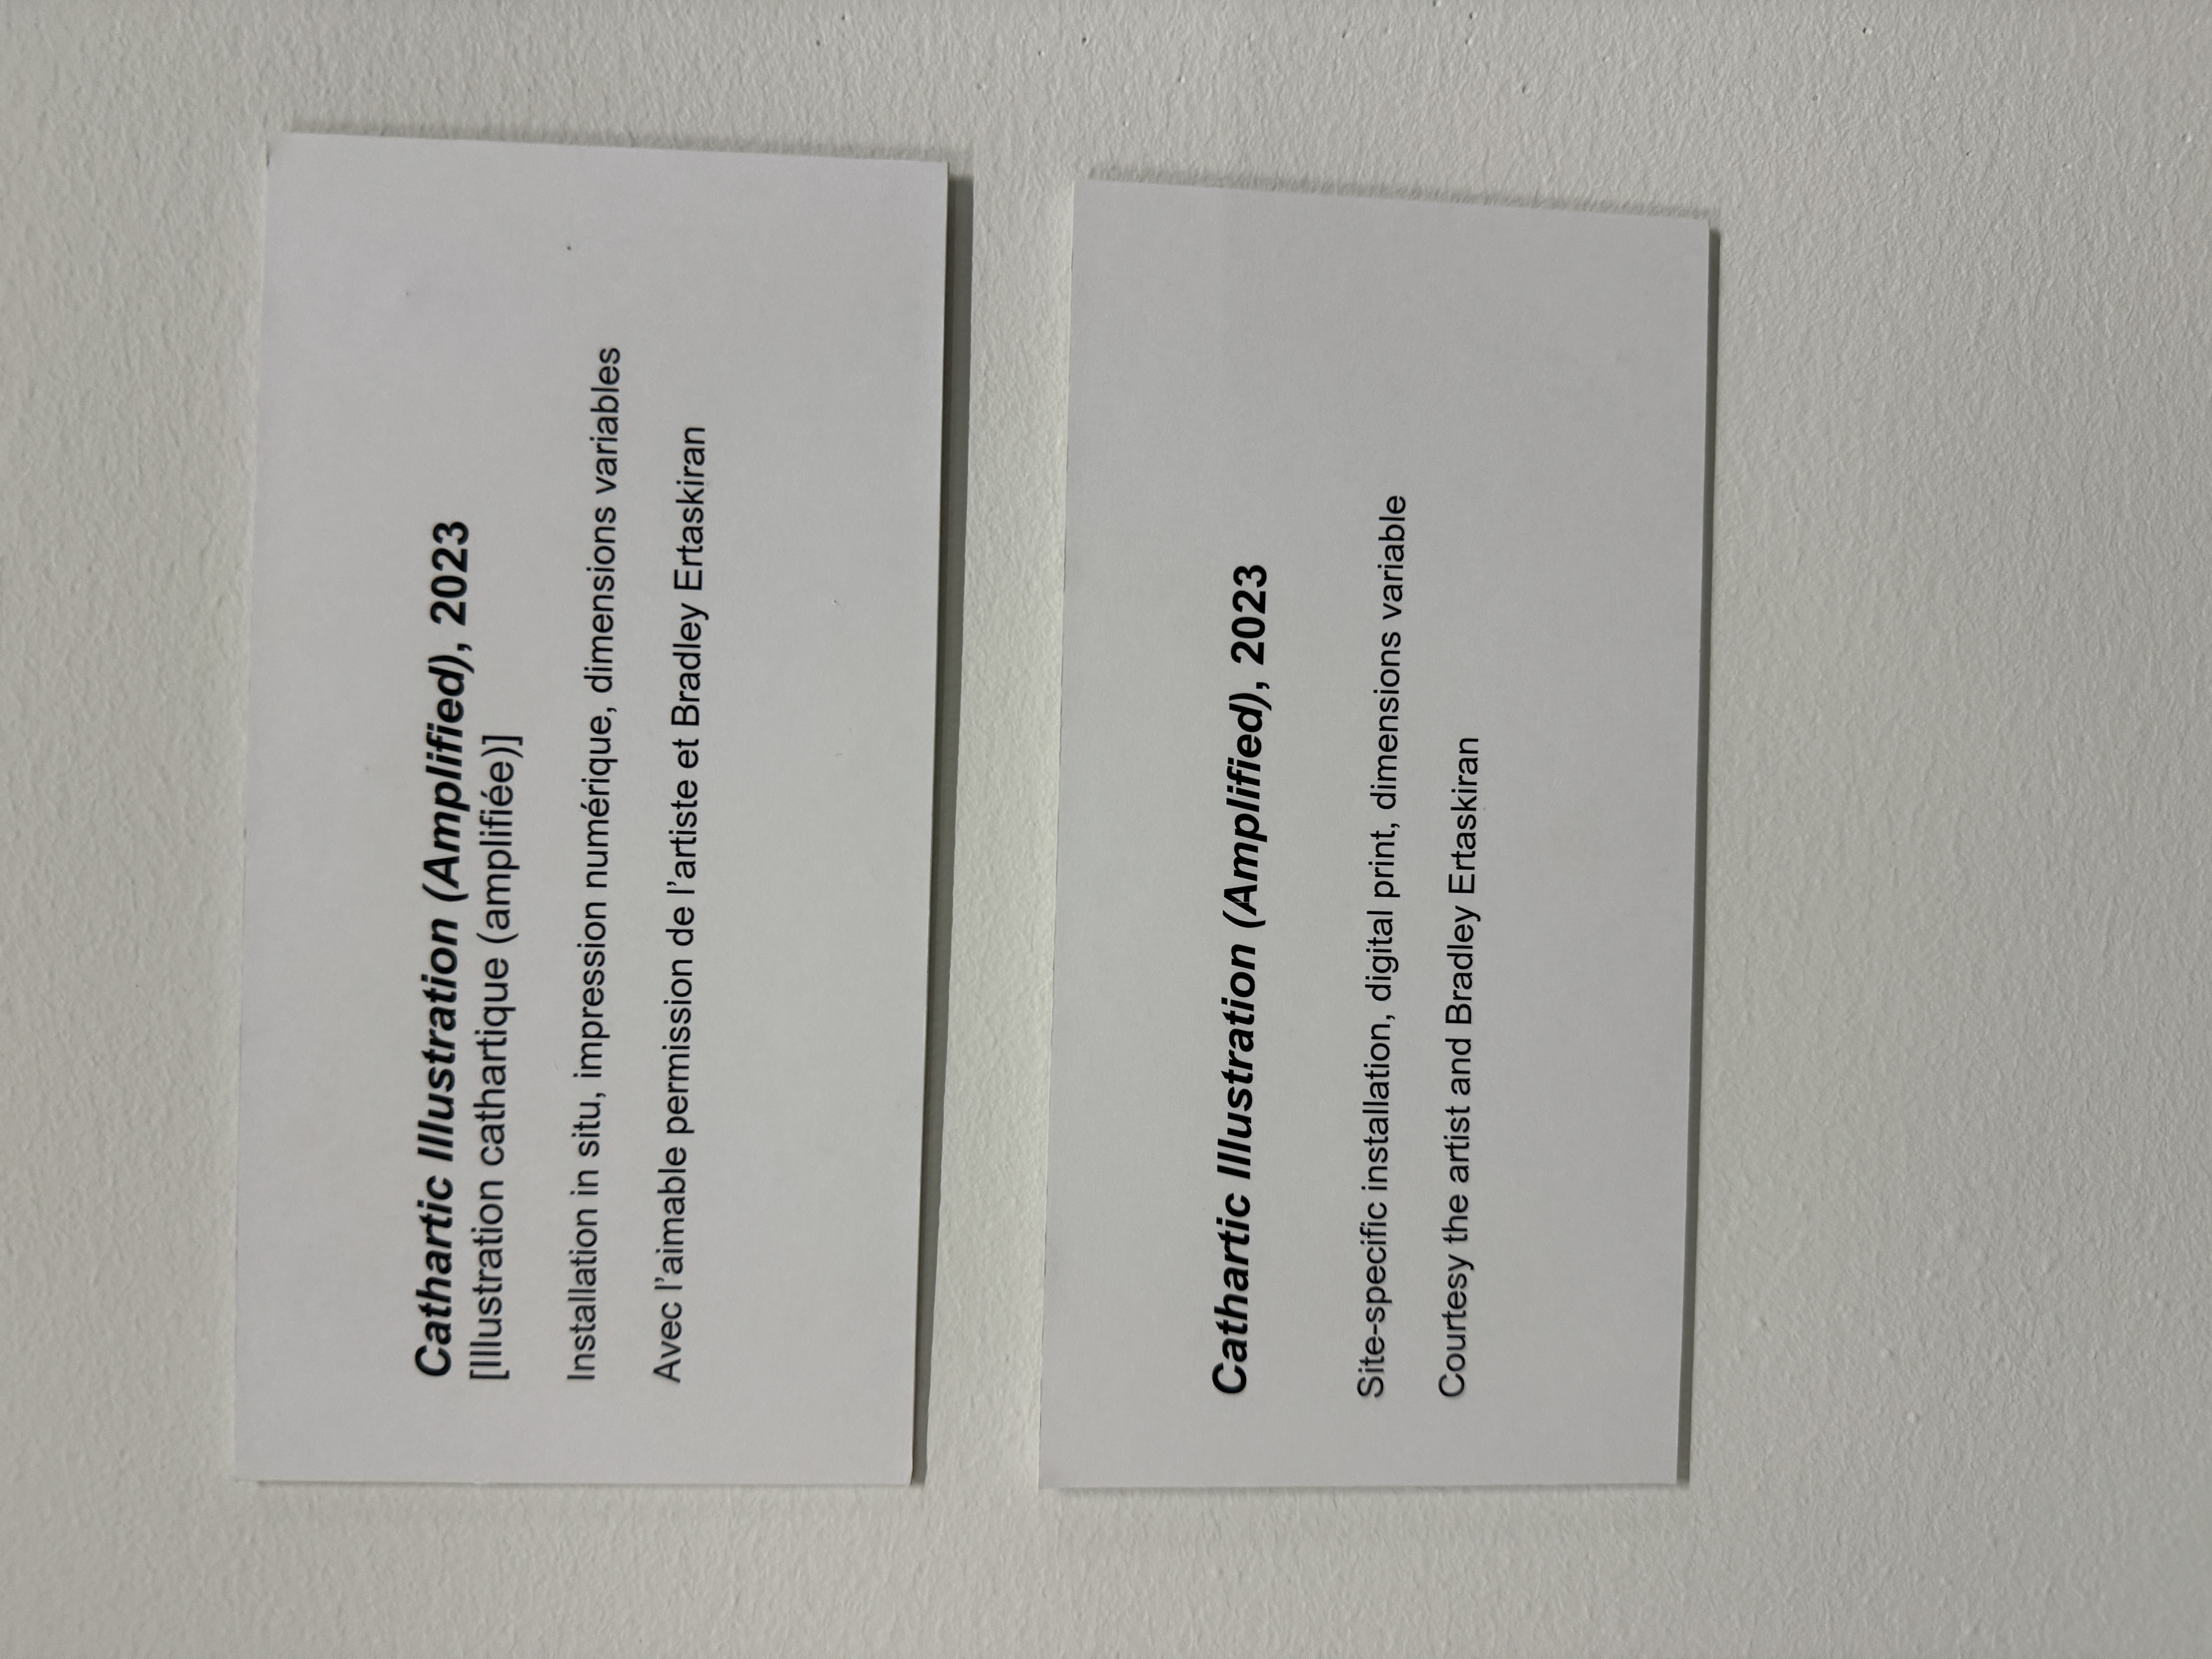 Cathartic Illustration (Amplified), 2023
[Illustration cathartique (amplifiée)]
Installation in situ, impression numérique, dimensions variables
Avec l’aimable permission de l’artiste et Bradley Ertaskiran
Cathartic Illustration (Amplified), 2023
Site-specific installation, digital print, dimensions variable
Courtesy the artist and Bradley Ertaskiran